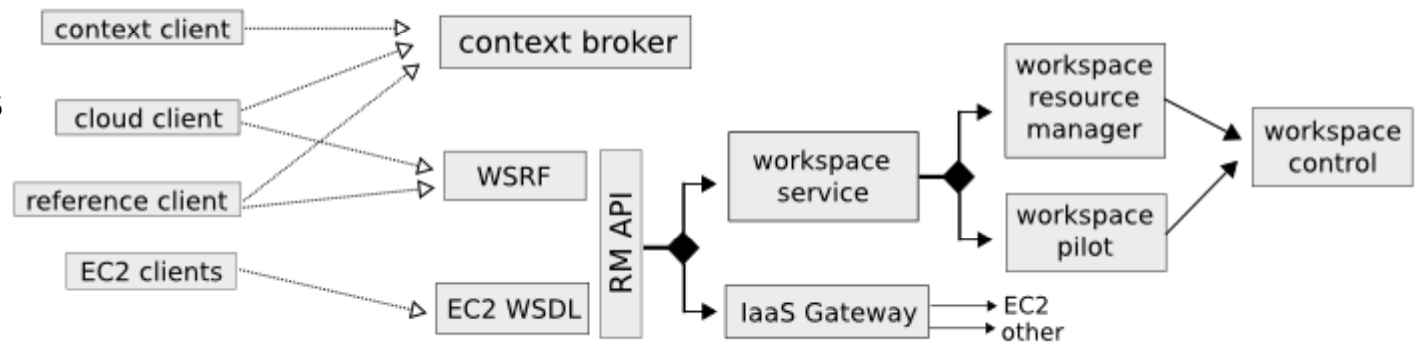 context client
cloud client
reference client
EC2 clients
context broker
WSRF
EC2 WSDL
RM API
workspace
service
IaaS Gateway
workspace
resource
manager
workspace
pilot
EC2
other
workspace
control